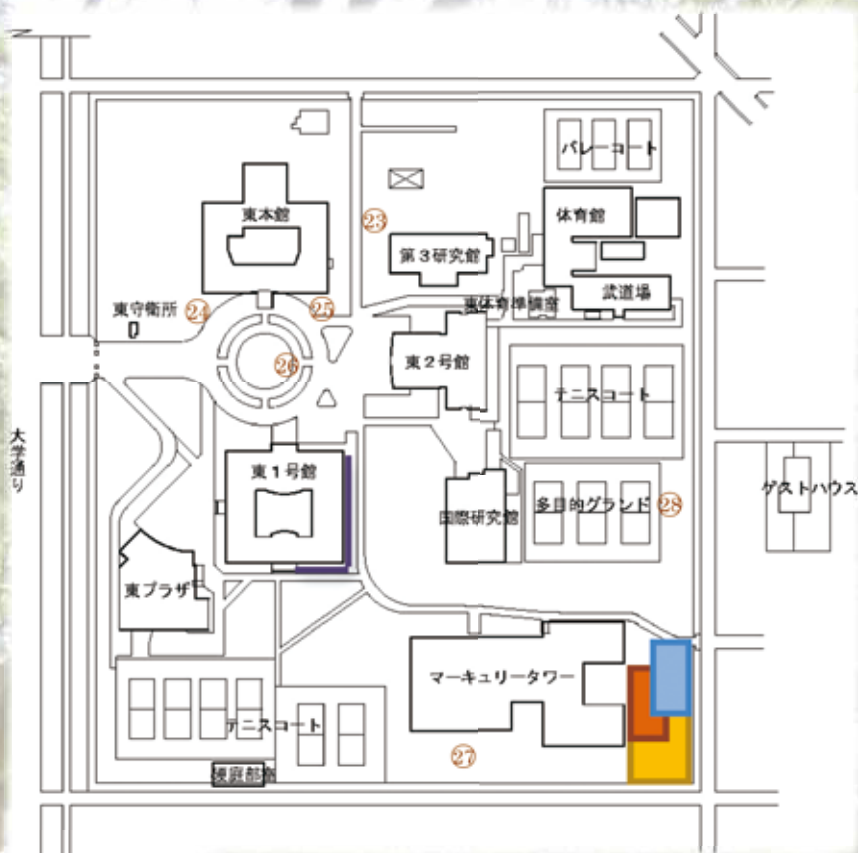 N
バレーコート
東本館
体育館
㉓
第3研究館
武道場
東体育準備室
東守衛所
㉔
㉕
㉖
東2号館
テニスコート
大学通り
東1号館
ゲストハウス
国際研究館
多目的グランド
㉘
東プラザ
マーキュリータワー
テニスコート
㉗
硬庭部室